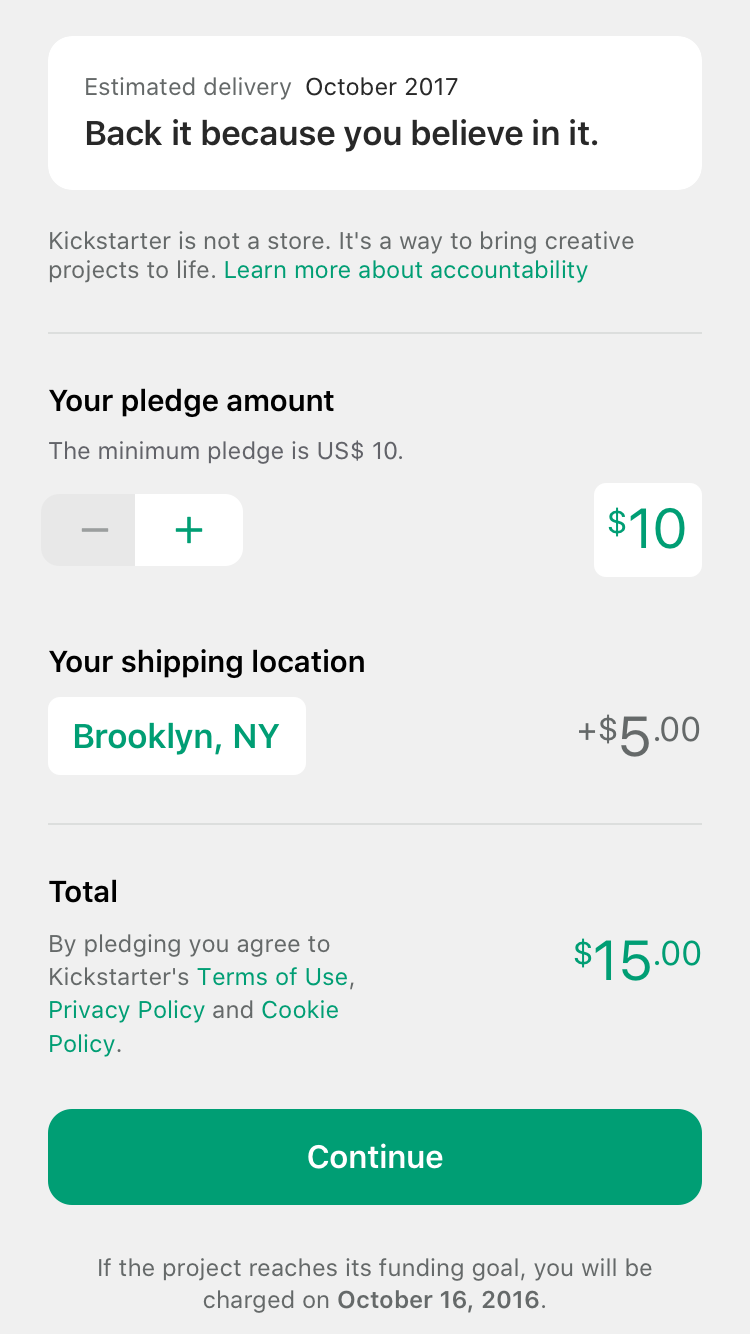 Estimated delivery October 2017
Back it because you believe in it.
Kickstarter is not a store. It's a way to bring creative
projects to life. Learn more about accountability
Your pledge amount
The minimum pledge is US$ 10.
− +
$10
Your shipping location
Brooklyn, NY
+$5.00
Total
By pledging you agree to
Kickstarter's Terms of Use,
Privacy Policy and Cookie
Policy.
$15.00
Continue
If the project reaches its funding goal, you will be
charged on October 16, 2016.